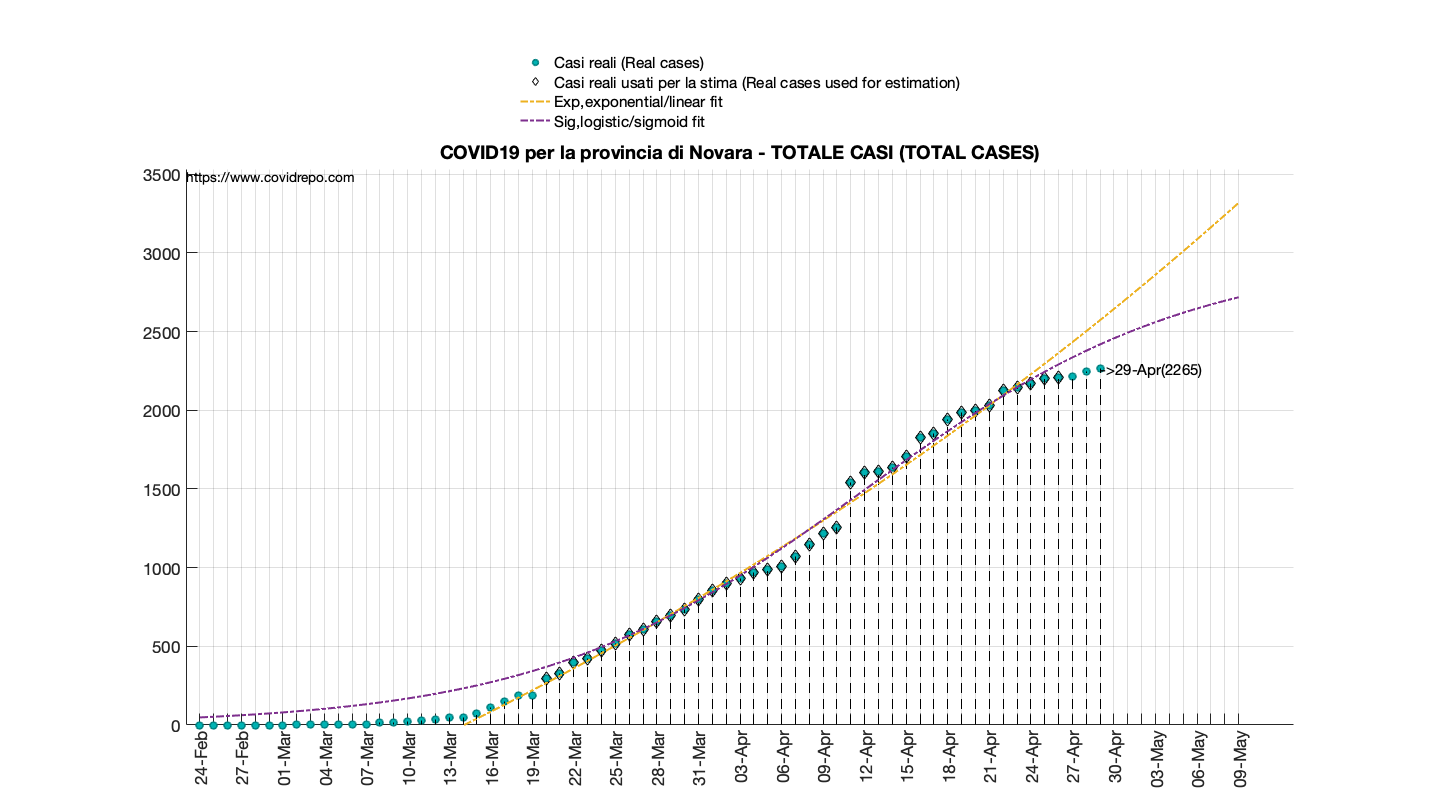 Casi reali (Real cases)
Casi reali usati per la stima (Real cases used for estimation)
Exp,exponential/linear fit
Sig,logistic/sigmoid fit
COVID19 per la provincia di Novara - TOTALE CASI (TOTAL CASES)
https://www.covidrepo.com
3500
3000
2500
2000
1500
1000
500
0
->29-Apr(2265)
24-Feb
27-Feb
01-Mar
04-Mar
07-Mar
10-Mar
13-Mar
16-Mar
19-Mar
22-Mar
25-Mar
28-Mar
31-Mar
03-Apr
06-Apr
09-Apr
12-Apr
15-Apr
18-Apr
21-Apr
24-Apr
27-Apr
30-Apr
03-May
06-May
09-May